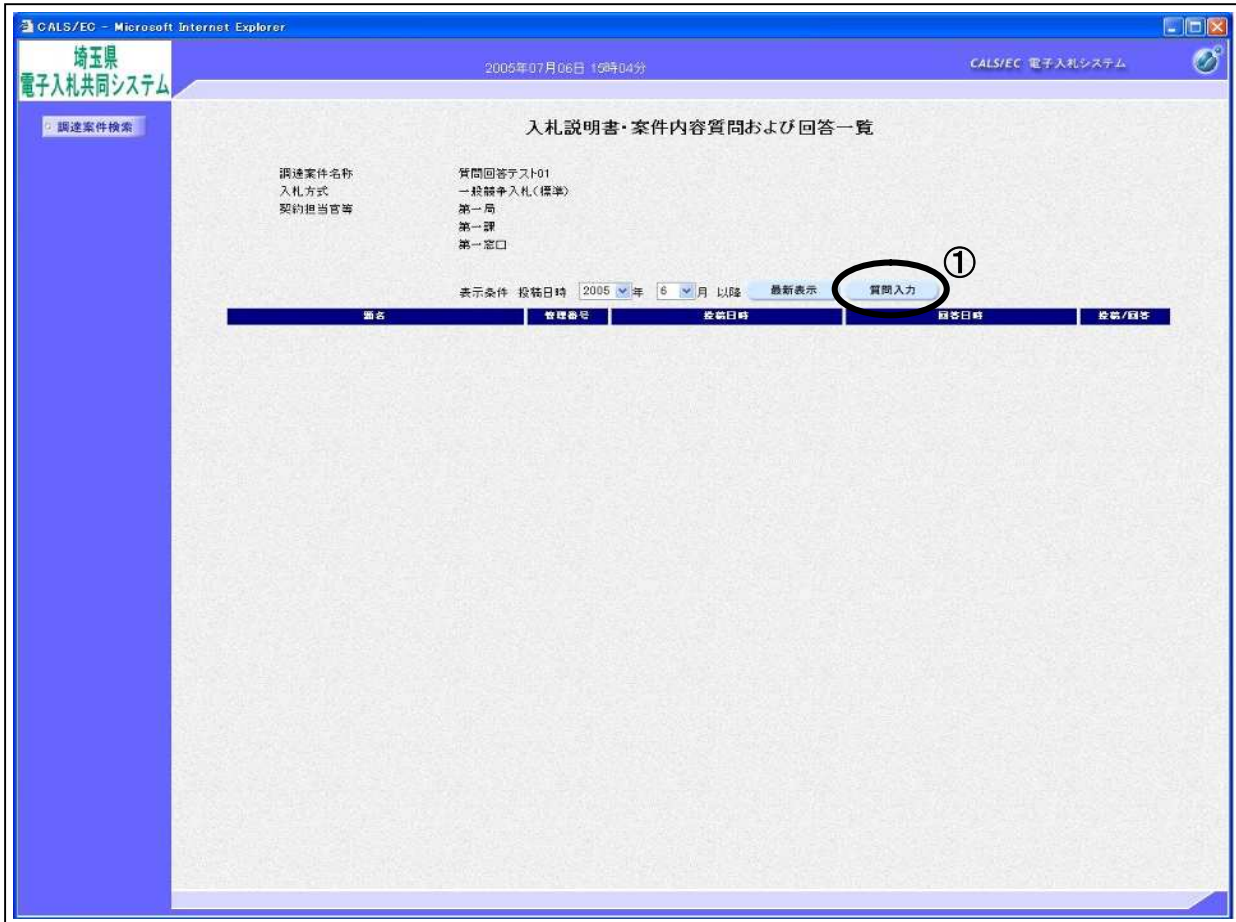 CALS/EC - Microsoft Internet Explorer
埼玉県
電子入札共同システム
2005年07月06日 15時04分
CALS/EC 電子入札システム
調達案件検索
入札説明書・案件内容質問および回答一覧
調達案件名称 質問回答テスト01
入札方式 一般競争入札(標準)
契約担当官等 第一局
第一課
第一窓口
①
表示条件 投稿日時 2005 年 6 月 以降 最新表示 質問入力
題名 管理番号 投稿日時 回答日時 投稿/回答